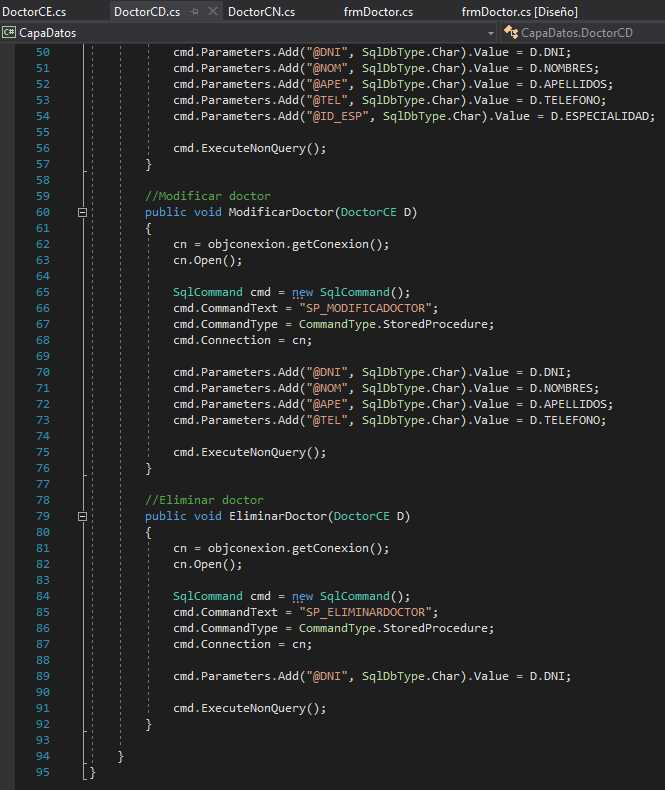 DoctorCE.cs DoctorCD.cs DoctorCN.cs frmDoctor.cs frmDoctor.cs [Diseño]
C# CapaDatos CapaDatos.DoctorCD
50 cmd.Parameters.Add("@DNI", SqlDbType.Char).Value = D.DNI;
51 cmd.Parameters.Add("@NOM", SqlDbType.Char).Value = D.NOMBRES;
52 cmd.Parameters.Add("@APE", SqlDbType.Char).Value = D.APELLIDOS;
53 cmd.Parameters.Add("@TEL", SqlDbType.Char).Value = D.TELEFONO;
54 cmd.Parameters.Add("@ID_ESP", SqlDbType.Char).Value = D.ESPECIALIDAD;
55
56 cmd.ExecuteNonQuery();
57 }
58
59 //Modificar doctor
60 public void ModificarDoctor(DoctorCE D)
61 {
62 cn = objconexion.getConexion();
63 cn.Open();
64
65 SqlCommand cmd = new SqlCommand();
66 cmd.CommandText = "SP_MODIFICADOCTOR";
67 cmd.CommandType = CommandType.StoredProcedure;
68 cmd.Connection = cn;
69
70 cmd.Parameters.Add("@DNI", SqlDbType.Char).Value = D.DNI;
71 cmd.Parameters.Add("@NOM", SqlDbType.Char).Value = D.NOMBRES;
72 cmd.Parameters.Add("@APE", SqlDbType.Char).Value = D.APELLIDOS;
73 cmd.Parameters.Add("@TEL", SqlDbType.Char).Value = D.TELEFONO;
74
75 cmd.ExecuteNonQuery();
76 }
77
78 //Eliminar doctor
79 public void EliminarDoctor(DoctorCE D)
80 {
81 cn = objconexion.getConexion();
82 cn.Open();
83
84 SqlCommand cmd = new SqlCommand();
85 cmd.CommandText = "SP_ELIMINARDOCTOR";
86 cmd.CommandType = CommandType.StoredProcedure;
87 cmd.Connection = cn;
88
89 cmd.Parameters.Add("@DNI", SqlDbType.Char).Value = D.DNI;
90
91 cmd.ExecuteNonQuery();
92 }
93
94 }
95 }